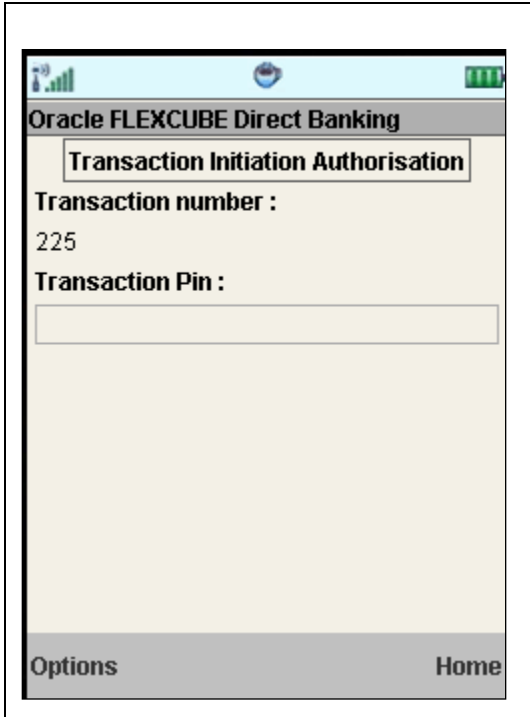 Oracle FLEXCUBE Direct Banking
Transaction Initiation Authorisation
Transaction number :
225
Transaction Pin :
Options Home